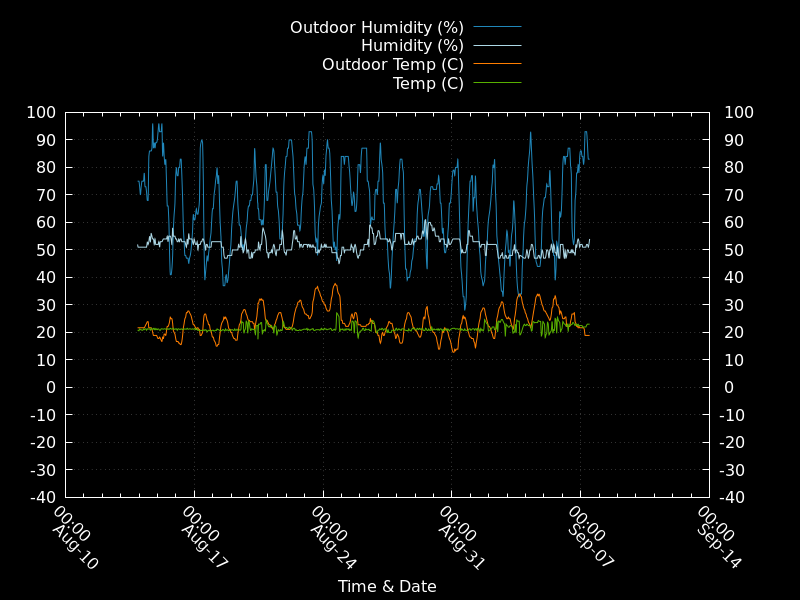 Outdoor Humidity (%)
Humidity (%)
Outdoor Temp (C)
Temp (C)
100 100
90 90
80 80
70 70
60 60
50 50
40 40
30 30
20 20
10 10
0 0
-10 -10
-20 -20
-30 -30
-40 -40
00:00
Aug-10
00:00
Aug-17
00:00
Aug-24
00:00
Aug-31
00:00
Sep-07
00:00
Sep-14
Time & Date